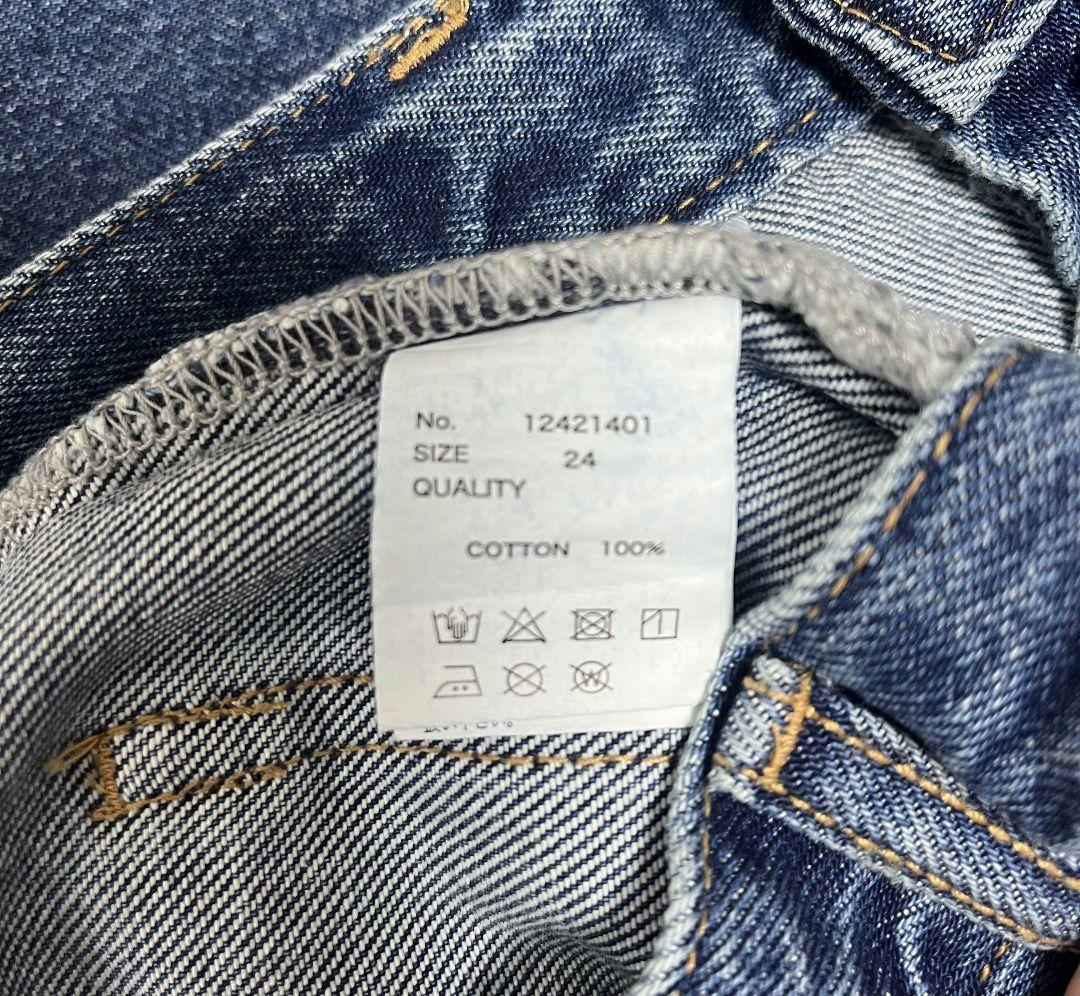 No. 12421401
SIZE 24
QUALITY
COTTON 100%
W